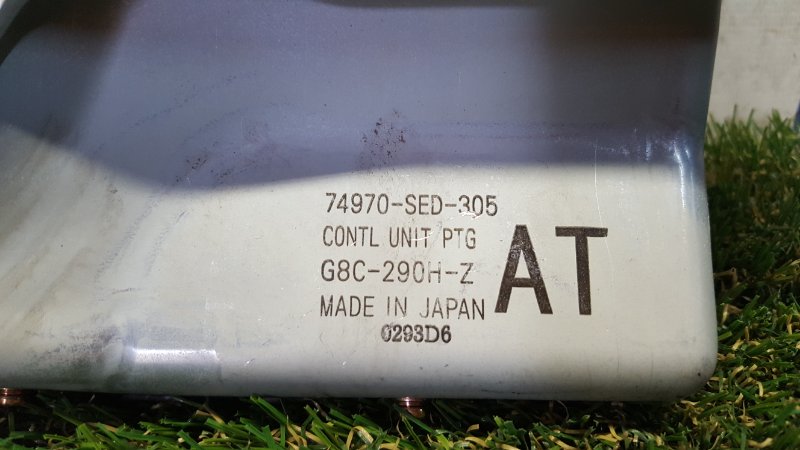 74970-SED-305
CONTL UNIT PTG
G8C-290H-Z
AT
MADE IN JAPAN
0293D6